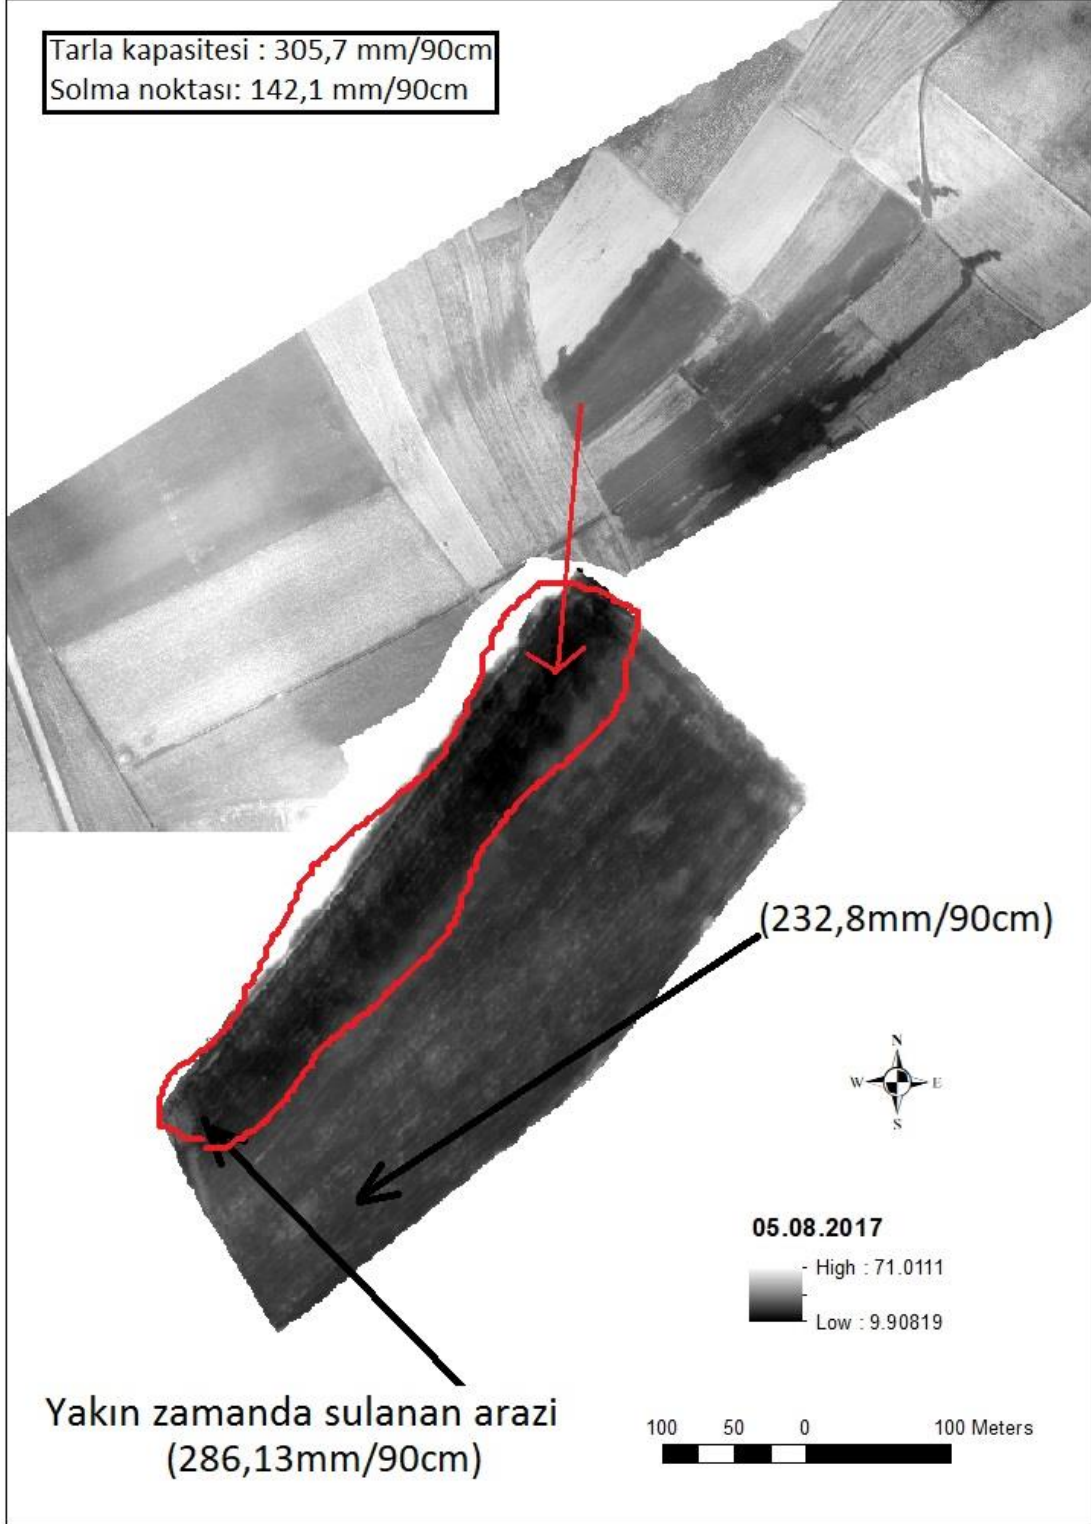 Tarla kapasitesi : 305,7 mm/90cm
Solma noktası: 142,1 mm/90cm
(232,8mm/90cm)
N
W E
S
05.08.2017
High : 71.0111
Low : 9.90819
Yakın zamanda sulanan arazi
(286,13mm/90cm)
100 50 0 100 Meters